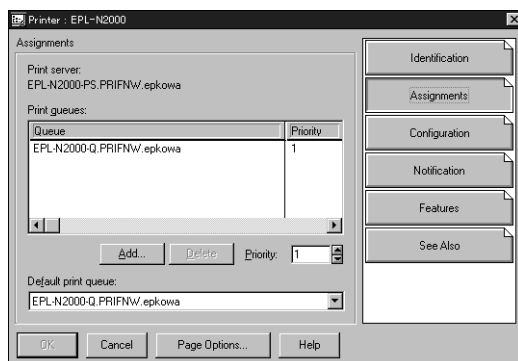 Printer : EPL-N2000
Assignments
Print server:
EPL-N2000-PS.PRIFNW.epkowa
Print queues:
Queue Priority
EPL-N2000-Q.PRIFNW.epkowa 1
Add... Delete Priority: 1
Default print queue:
EPL-N2000-Q.PRIFNW.epkowa
OK Cancel Page Options... Help
Identification
Assignments
Configuration
Notification
Features
See Also